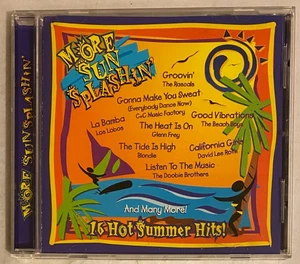 MORE SUN SPLASHIN'
MORE
SUN
SPLASHIN'
Groovin'
The Rascals
Gonna Make You Sweat
(Everybody Dance Now)
C+C Music Factory
Good Vibrations
The Beach Boys
La Bamba
Los Lobos
The Heat Is On
Glenn Frey
The Tide Is High
Blondie
California Girls
David Lee Roth
Listen To The Music
The Doobie Brothers
And Many More!
16 Hot Summer Hits!